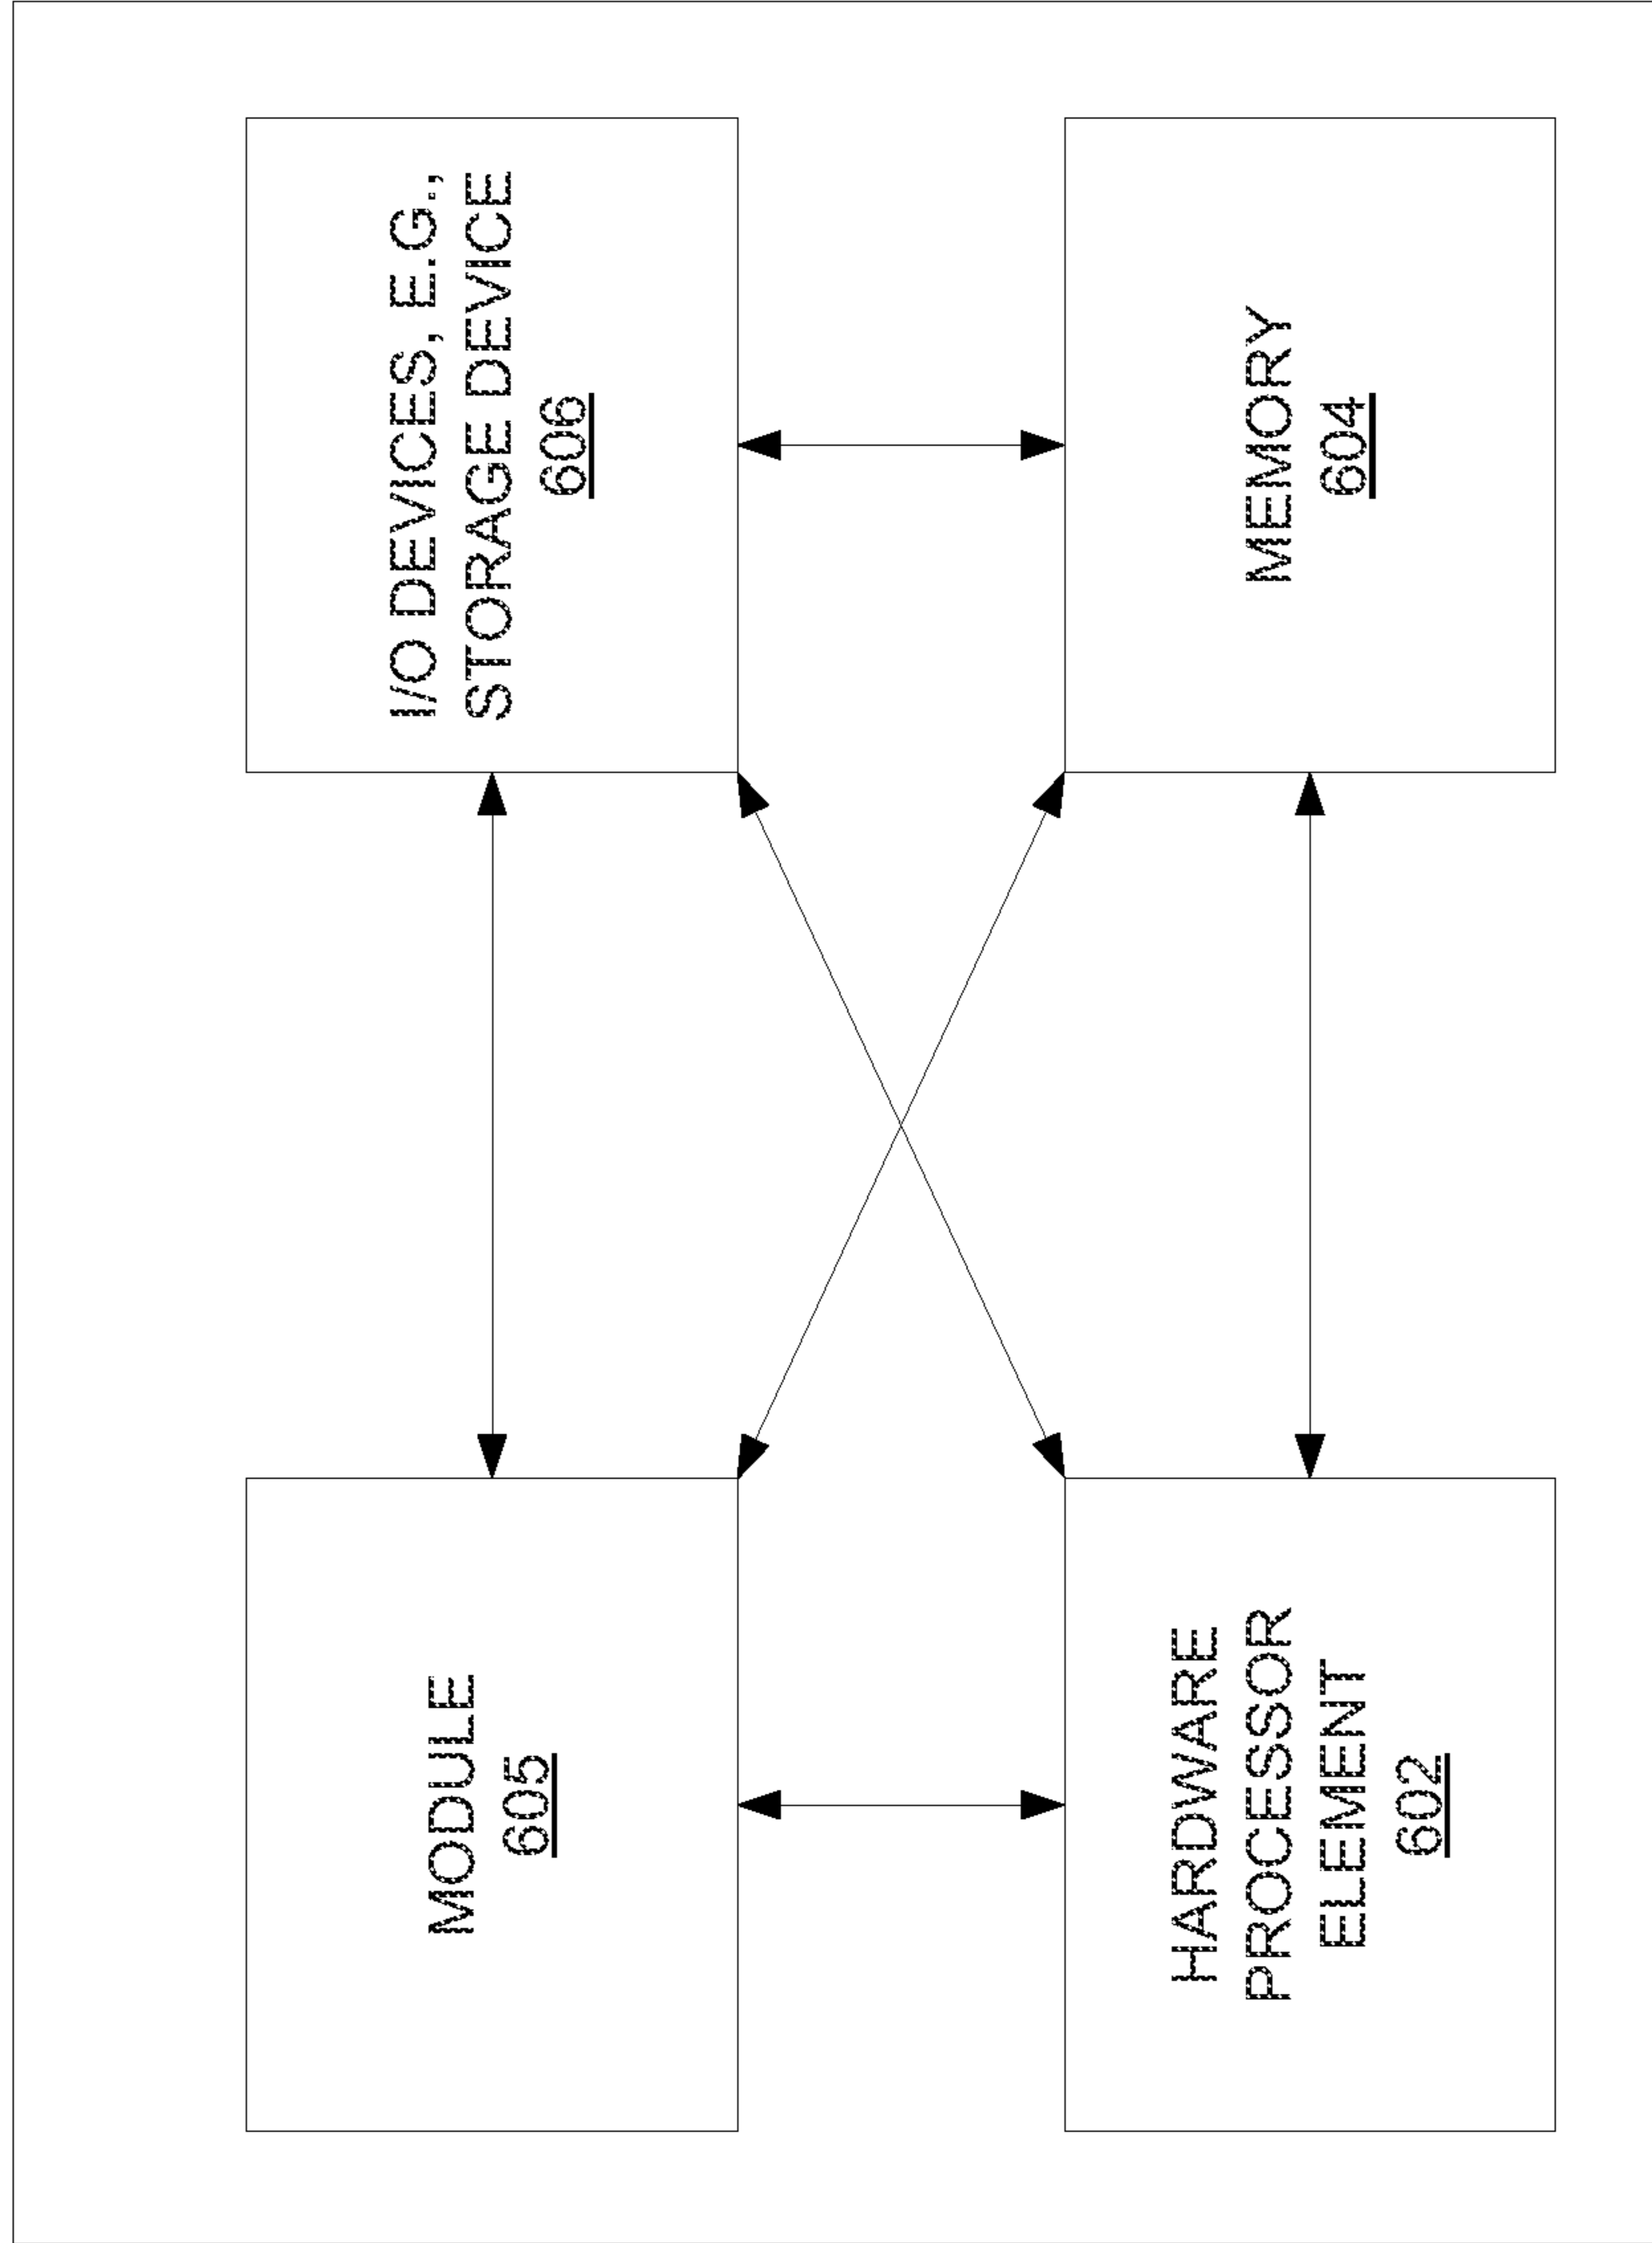 MODULE
605
I/O DEVICES, E.G.,
STORAGE DEVICE
606
HARDWARE
PROCESSOR
ELEMENT
602
MEMORY
604